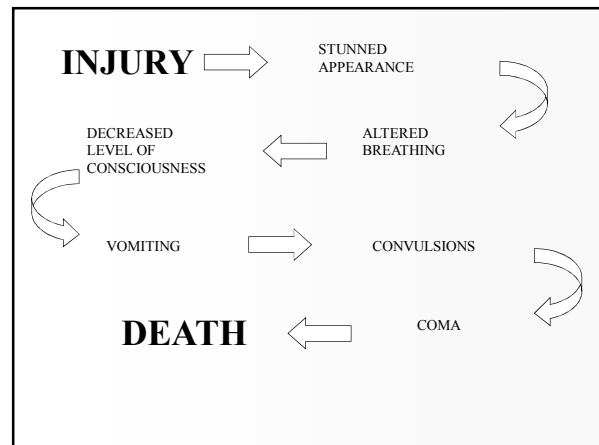 INJURY
STUNNED
APPEARANCE
ALTERED
BREATHING
DECREASED
LEVEL OF
CONSCIOUSNESS
VOMITING
CONVULSIONS
COMA
DEATH